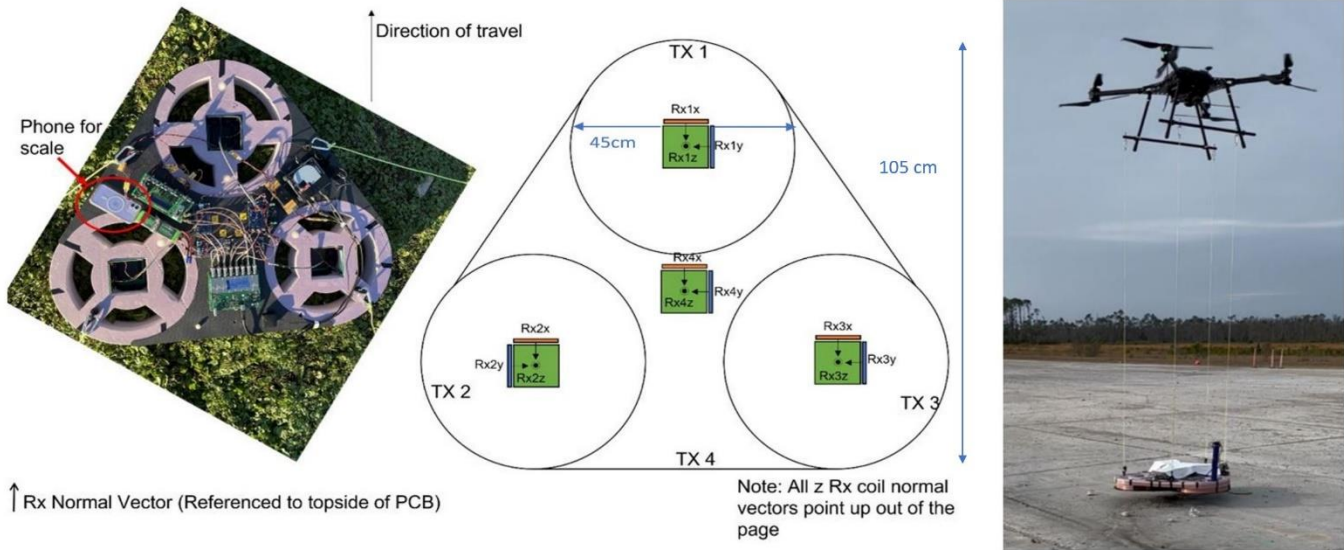 Direction of travel
Phone for
scale
↑ Rx Normal Vector (Referenced to topside of PCB)
TX 1
Rx1x
Rx1y
Rx1z
45cm
105 cm
Rx4x
Rx4y
Rx4z
Rx2x
Rx2y
Rx2z
TX 2
Rx3x
Rx3y
Rx3z
TX 3
TX 4
Note: All z Rx coil normal
vectors point up out of the
page